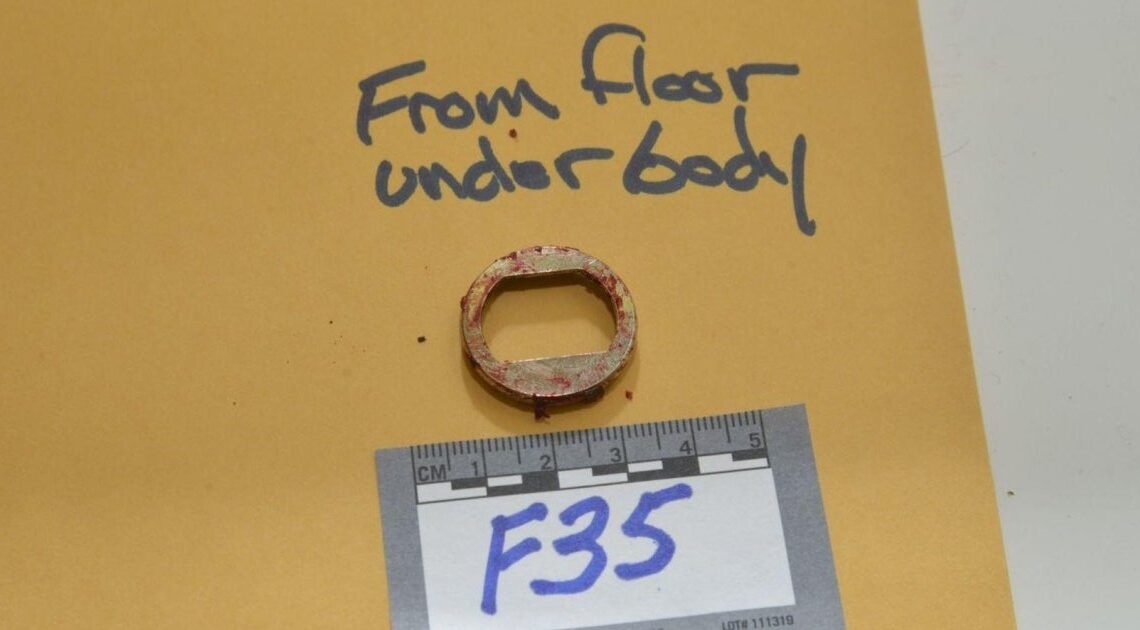 From floor
under body
CM 1 2 3 4 5
F35
LOT# 111319